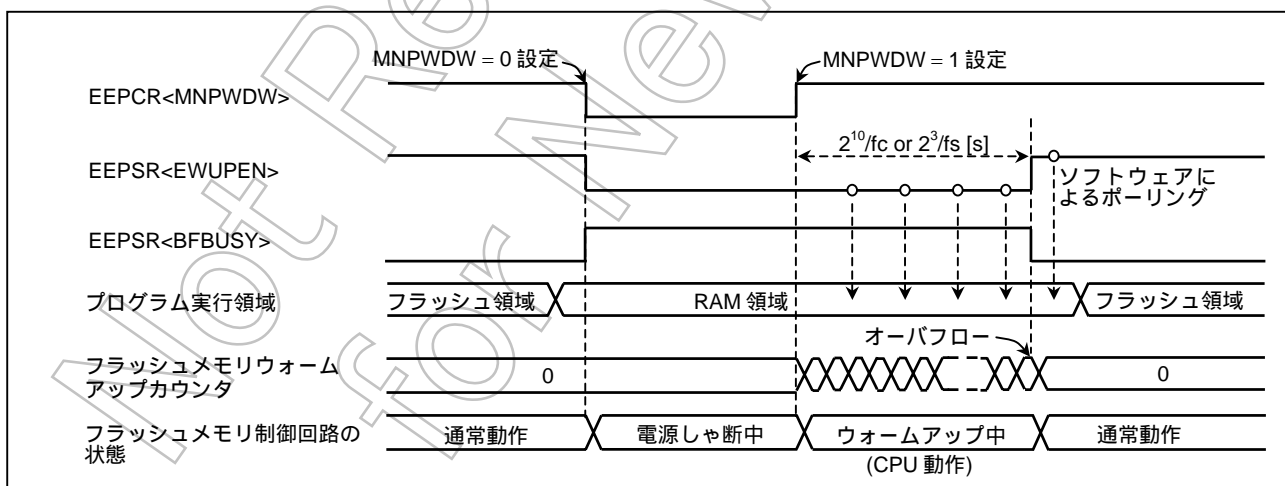 MNPWDW = 0 設定
MNPWDW = 1 設定
EEPCR<MNPWDW>
2^10/fc or 2^3/fs [s]
EEPSR<EWUPEN>
ソフトウェアに
よるポーリング
EEPSR<BFBUSY>
プログラム実行領域
フラッシュ領域
RAM 領域
フラッシュ領域
オーバフロー
フラッシュメモリウォーム
アップカウンタ
0
0
フラッシュメモリ制御回路の
状態
通常動作
電源しゃ断中
ウォームアップ中
(CPU 動作)
通常動作